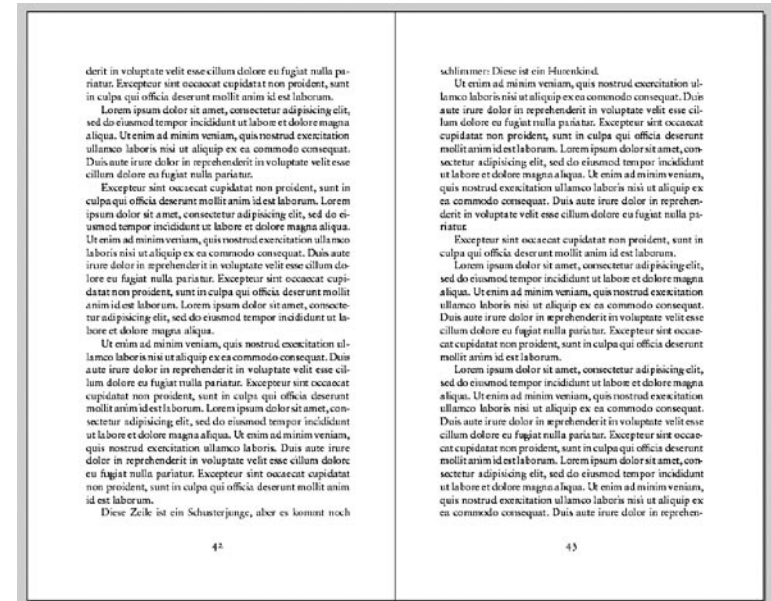 derit in voluptate velit esse cillum dolore eu fugiat nulla pa-
riatur. Excepteur sint occaecat cupidatat non proident, sunt
in culpa qui officia deserunt mollit anim id est laborum.
Lorem ipsum dolor sit amet, consectetur adipisicing elit,
sed do eiusmod tempor incididunt ut labore et dolore magna
aliqua. Ut enim ad minim veniam, quis nostrud exercitation
ullamco laboris nisi ut aliquip ex ea commodo consequat.
Duis aute irure dolor in reprehenderit in voluptate velit esse
cillum dolore eu fugiat nulla pariatur.
Excepteur sint occaecat cupidatat non proident, sunt in
culpa qui officia deserunt mollit anim id est laborum. Lorem
ipsum dolor sit amet, consectetur adipisicing elit, sed do ei-
usmod tempor incididunt ut labore et dolore magna aliqua.
Ut enim ad minim veniam, quis nostrud exercitation ullamco
laboris nisi ut aliquip ex ea commodo consequat. Duis aute
irure dolor in reprehenderit in voluptate velit esse cillum do-
lore eu fugiat nulla pariatur. Excepteur sint occaecat cupi-
datat non proident, sunt in culpa qui officia deserunt mollit
anim id est laborum. Lorem ipsum dolor sit amet, consecte-
tur adipisicing elit, sed do eiusmod tempor incididunt ut la-
bore et dolore magna aliqua.
Ut enim ad minim veniam, quis nostrud exercitation ul-
lamco laboris nisi ut aliquip ex ea commodo consequat. Duis
aute irure dolor in reprehenderit in voluptate velit esse cil-
lum dolore eu fugiat nulla pariatur. Excepteur sint occaecat
cupidatat non proident, sunt in culpa qui officia deserunt
mollit anim id est laborum. Lorem ipsum dolor sit amet, con-
sectetur adipisicing elit, sed do eiusmod tempor incididunt
ut labore et dolore magna aliqua. Ut enim ad minim veniam,
quis nostrud exercitation ullamco laboris. Duis aute irure
dolor in reprehenderit in voluptate velit esse cillum dolore
eu fugiat nulla pariatur. Excepteur sint occaecat cupidatat
non proident, sunt in culpa qui officia deserunt mollit anim
id est laborum.
Diese Zeile ist ein Schusterjunge, aber es kommt noch
42
schlimmer: Diese ist ein Hurenkind.
Ut enim ad minim veniam, quis nostrud exercitation ul-
lamco laboris nisi ut aliquip ex ea commodo consequat. Duis
aute irure dolor in reprehenderit in voluptate velit esse cil-
lum dolore eu fugiat nulla pariatur. Excepteur sint occaecat
cupidatat non proident, sunt in culpa qui officia deserunt
mollit anim id est laborum. Lorem ipsum dolor sit amet, con-
sectetur adipisicing elit, sed do eiusmod tempor incididunt
ut labore et dolore magna aliqua. Ut enim ad minim veniam,
quis nostrud exercitation ullamco laboris nisi ut aliquip ex
ea commodo consequat. Duis aute irure dolor in reprehen-
derit in voluptate velit esse cillum dolore eu fugiat nulla pa-
riatur.
Excepteur sint occaecat cupidatat non proident, sunt in
culpa qui officia deserunt mollit anim id est laborum.
Lorem ipsum dolor sit amet, consectetur adipisicing elit,
sed do eiusmod tempor incididunt ut labore et dolore magna
aliqua. Ut enim ad minim veniam, quis nostrud exercitation
ullamco laboris nisi ut aliquip ex ea commodo consequat.
Duis aute irure dolor in reprehenderit in voluptate velit esse
cillum dolore eu fugiat nulla pariatur. Excepteur sint occae-
cat cupidatat non proident, sunt in culpa qui officia deserunt
mollit anim id est laborum.
Lorem ipsum dolor sit amet, consectetur adipisicing elit,
sed do eiusmod tempor incididunt ut labore et dolore magna
aliqua. Ut enim ad minim veniam, quis nostrud exercitation
ullamco laboris nisi ut aliquip ex ea commodo consequat.
Duis aute irure dolor in reprehenderit in voluptate velit esse
cillum dolore eu fugiat nulla pariatur. Excepteur sint occae-
cat cupidatat non proident, sunt in culpa qui officia deserunt
mollit anim id est laborum. Lorem ipsum dolor sit amet, con-
sectetur adipisicing elit, sed do eiusmod tempor incididunt
ut labore et dolore magna aliqua. Ut enim ad minim veniam,
quis nostrud exercitation ullamco laboris nisi ut aliquip ex
ea commodo consequat. Duis aute irure dolor in reprehen-
43